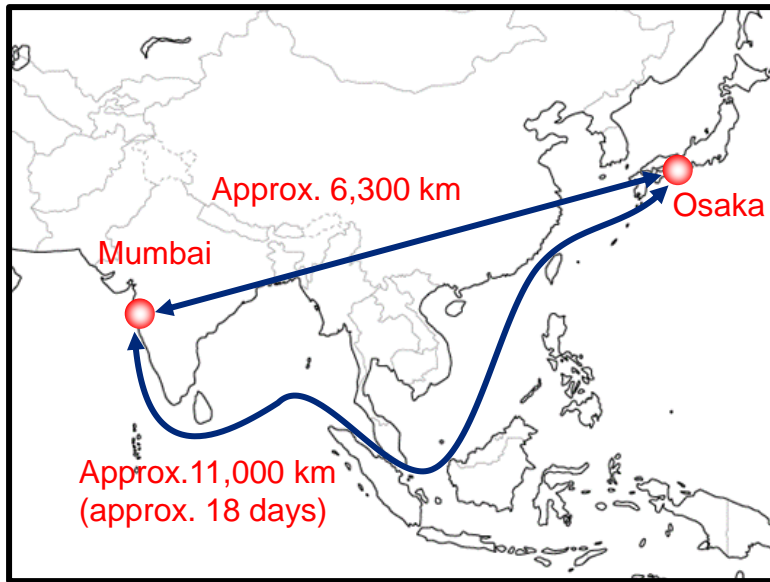 Approx. 6,300 km
Osaka
Mumbai
Approx.11,000 km
(approx. 18 days)